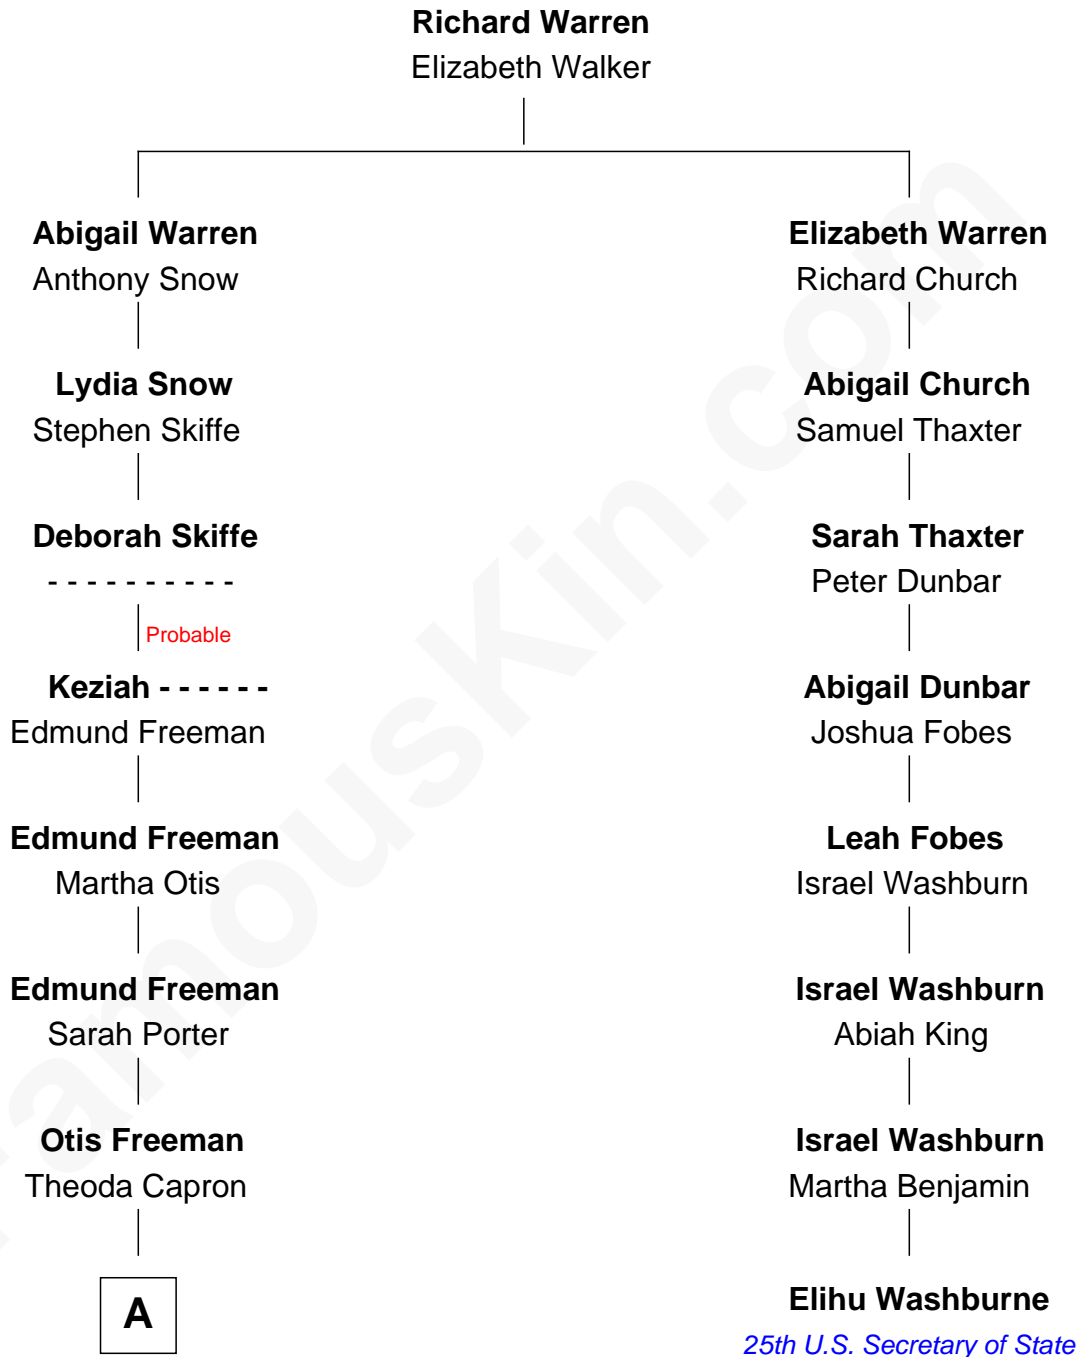 Richard Warren
Elizabeth Walker
Abigail Warren
Anthony Snow
Elizabeth Warren
Richard Church
Lydia Snow
Stephen Skiffe
Abigail Church
Samuel Thaxter
Deborah Skiffe
- - - - - - - - - -
Sarah Thaxter
Peter Dunbar
Probable
Keziah - - - - - -
Edmund Freeman
Abigail Dunbar
Joshua Fobes
Edmund Freeman
Martha Otis
Leah Fobes
Israel Washburn
Edmund Freeman
Sarah Porter
Israel Washburn
Abiah King
Otis Freeman
Theoda Capron
Israel Washburn
Martha Benjamin
A
Elihu Washburne
25th U.S. Secretary of State
FamousKin.com